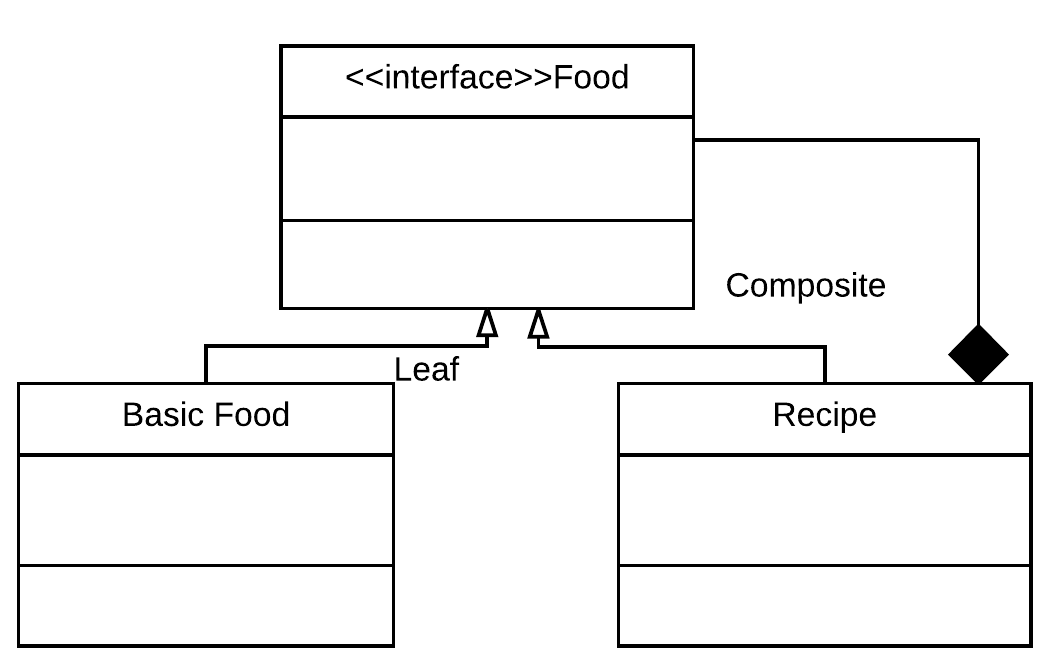 <<interface>>Food
Composite
Leaf
Basic Food
Recipe